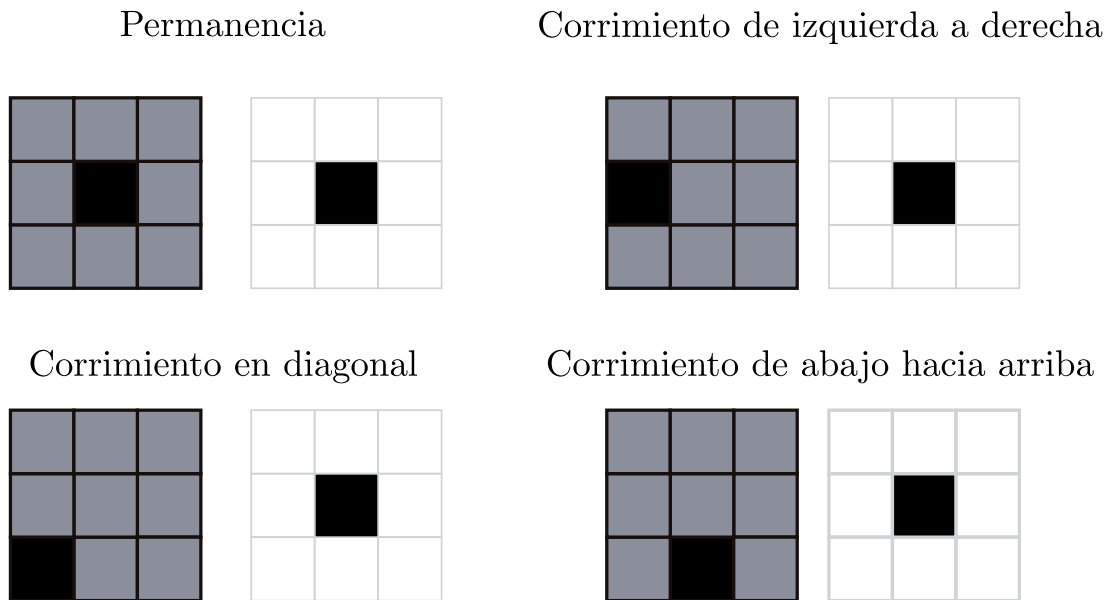 Permanencia
Corrimiento de izquierda a derecha
Corrimiento en diagonal
Corrimiento de abajo hacia arriba